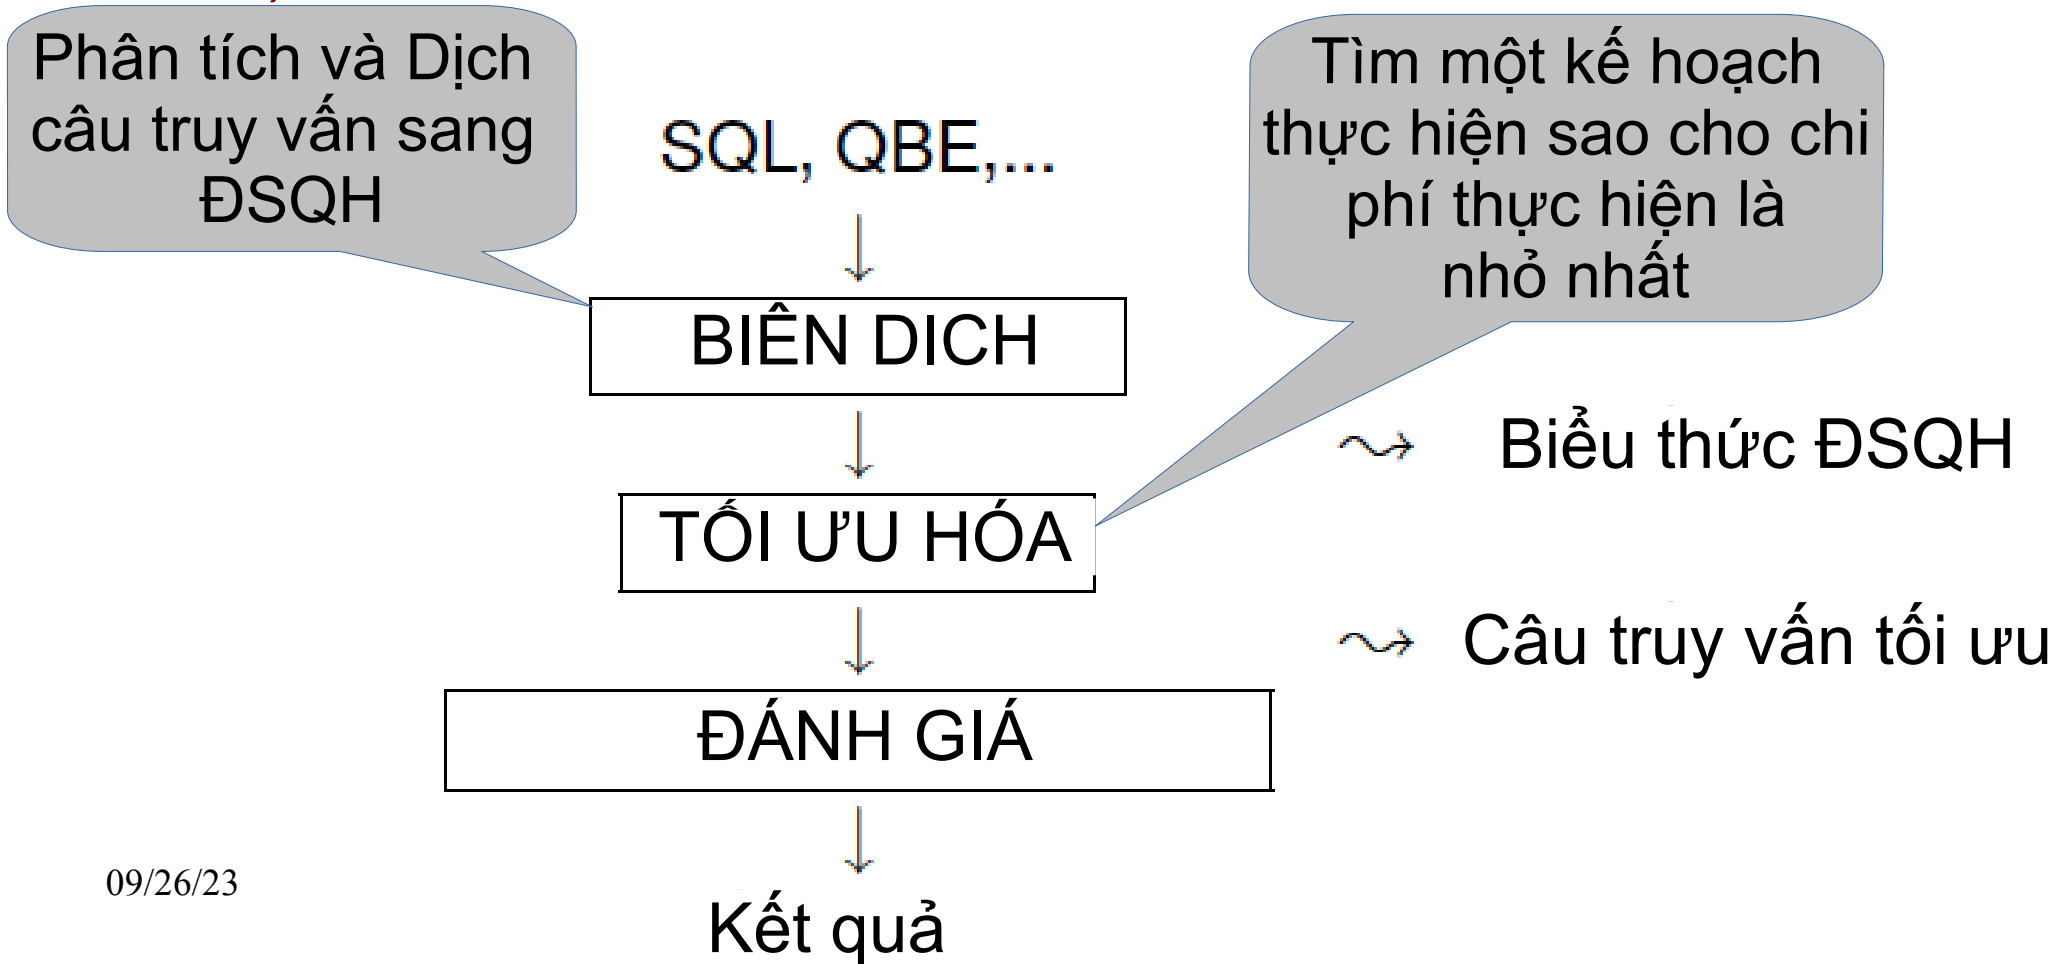 Phân tích và Dịch
câu truy vấn sang
ĐSQH
Tìm một kế hoạch
thực hiện sao cho chi
phí thực hiện là
nhỏ nhất
SQL, QBE,...
BIÊN DICH
Biểu thức ĐSQH
TỐI ƯU HÓA
Câu truy vấn tối ưu
ĐÁNH GIÁ
09/26/23
Kết quả